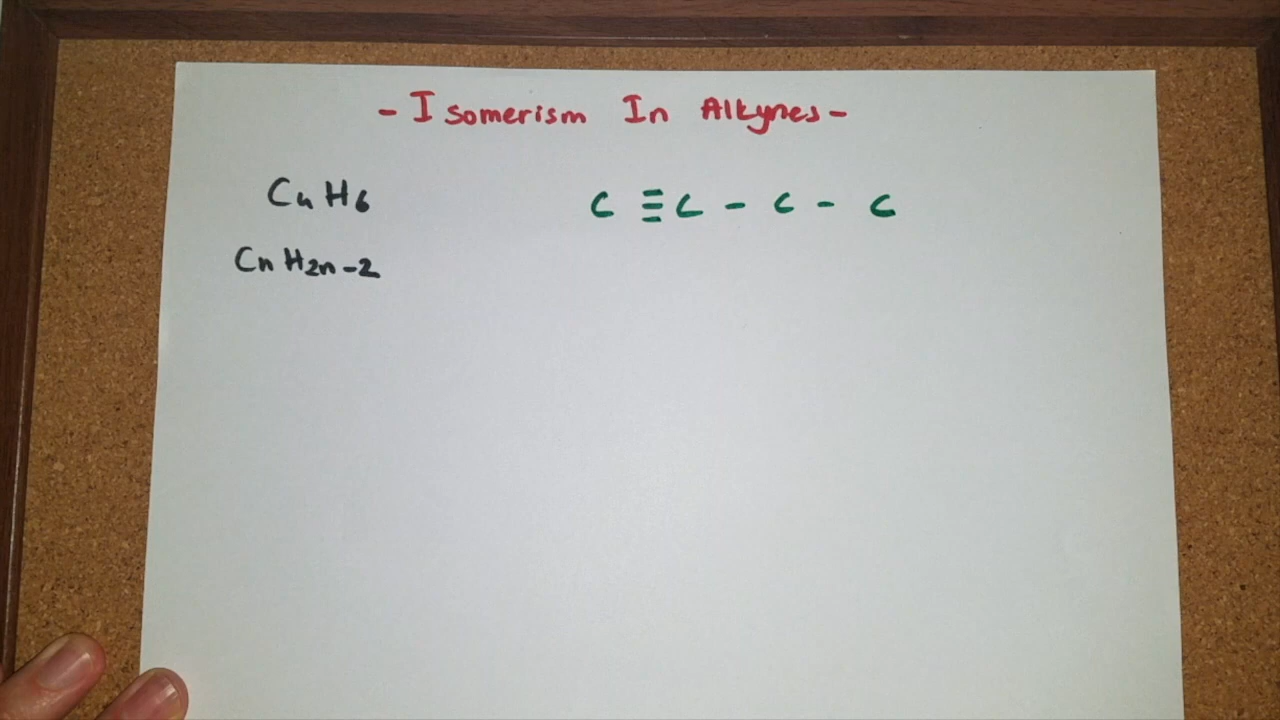 - Isomerism In Alkynes -
C4H6
C ≡ C - C - C
CnH2n-2